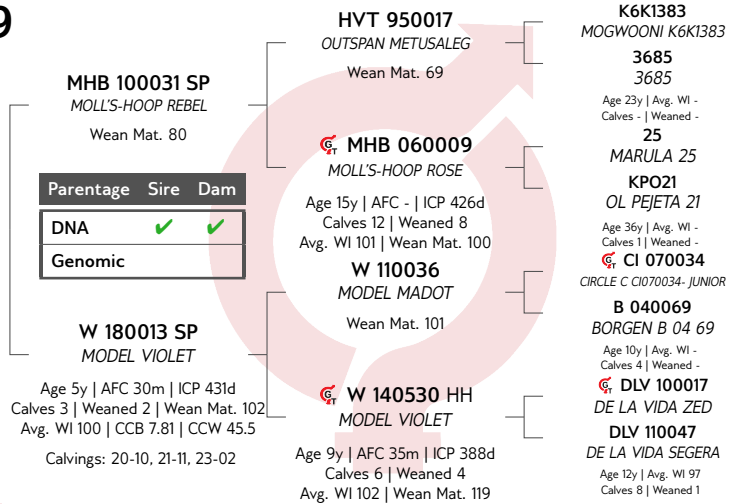 9
MHB 100031 SP
MOLL'S-HOOP REBEL
Wean Mat. 80
Parentage Sire Dam
DNA ✔ ✔
Genomic
W 180013 SP
MODEL VIOLET
Age 5y | AFC 30m | ICP 431d
Calves 3 | Weaned 2 | Wean Mat. 102
Avg. WI 100 | CCB 7.81 | CCW 45.5
Calvings: 20-10, 21-11, 23-02
HVT 950017
OUTSPAN METUSALEG
Wean Mat. 69
GT MHB 060009
MOLL'S-HOOP ROSE
Age 15y | AFC - | ICP 426d
Calves 12 | Weaned 8
Avg. WI 101 | Wean Mat. 100
W 110036
MODEL MADOT
Wean Mat. 101
GT W 140530 HH
MODEL VIOLET
Age 9y | AFC 35m | ICP 388d
Calves 6 | Weaned 4
Avg. WI 102 | Wean Mat. 119
K6K1383
MOGWOONI K6K1383
3685
3685
Age 23y | Avg. WI -
Calves - | Weaned -
25
MARULA 25
KPO21
OL PEJETA 21
Age 36y | Avg. WI -
Calves 1 | Weaned -
GT CI 070034
CIRCLE C CI070034- JUNIOR
B 040069
BORGEN B 04 69
Age 10y | Avg. WI -
Calves 4 | Weaned -
GT DLV 100017
DE LA VIDA ZED
DLV 110047
DE LA VIDA SEGERA
Age 12y | Avg. WI 97
Calves 8 | Weaned 1